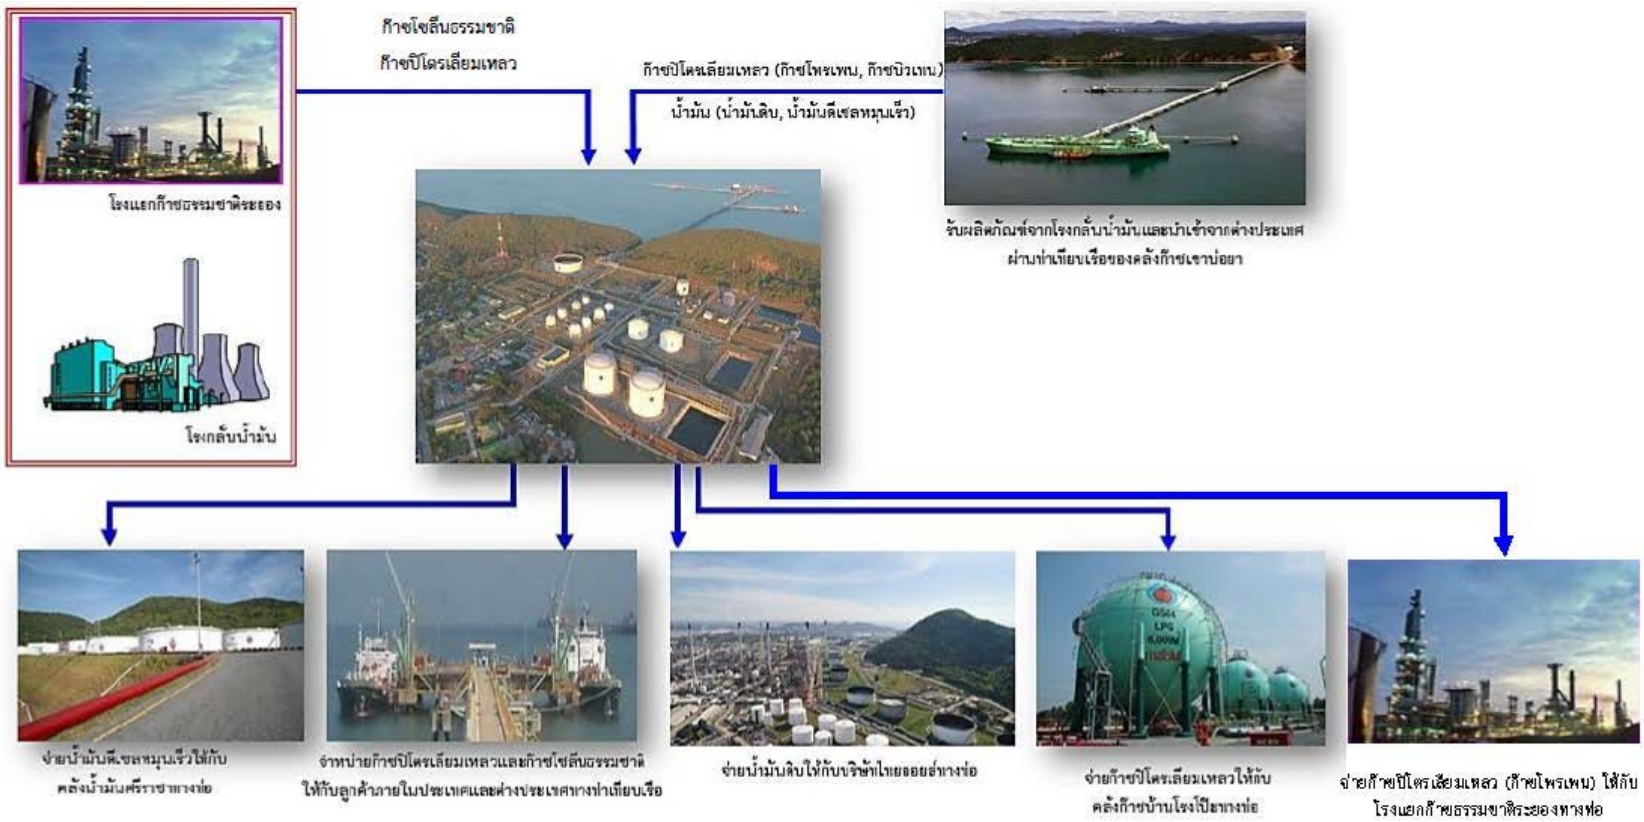 ก๊าซโซลีนธรรมชาติ
ก๊าซปิโตรเลียมเหลว
ก๊าซปิโตรเลียมเหลว (ก๊าซโพรเพน, ก๊าซบิวเทน)
น้ำมัน (น้ำมันดิบ, น้ำมันดีเซลหมุนเร็ว)
โรงแยกก๊าซธรรมชาติระยอง
โรงกลั่นน้ำมัน
รับผลิตภัณฑ์จากโรงกลั่นน้ำมันและนำเข้าจากต่างประเทศ
ผ่านท่าเทียบเรือของคลังก๊าซเขาบ่อยา
GS44
LPG
จ่ายน้ำมันดีเซลหมุนเร็วให้กับ
คลังน้ำมันศรีราชาทางท่อ
จำหน่ายก๊าซปิโตรเลียมเหลวและก๊าซโซลีนธรรมชาติ
ให้กับลูกค้าภายในประเทศและต่างประเทศทางท่าเทียบเรือ
จ่ายน้ำมันดิบให้กับบริษัทไทยออยล์ทางท่อ
จ่ายก๊าซปิโตรเลียมเหลวให้กับ
คลังก๊าซบ้านโรงโป๊ะทางท่อ
จ่ายก๊าซปิโตรเลียมเหลว (ก๊าซโพรเพน) ให้กับ
โรงแยกก๊าซธรรมชาติระยองทางท่อ